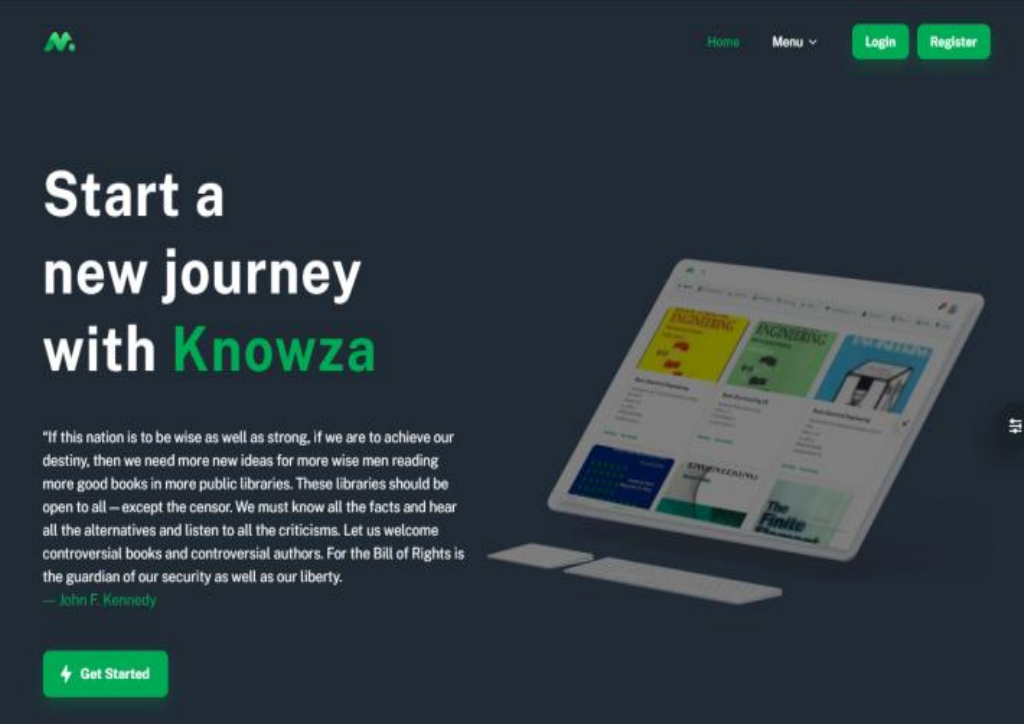 Home Menu Login Register
Start a
new journey
with Knowza
“If this nation is to be wise as well as strong, if we are to achieve our
destiny, then we need more new ideas for more wise men reading
more good books in more public libraries. These libraries should be
open to all — except the censor. We must know all the facts and hear
all the alternatives and listen to all the criticisms. Let us welcome
controversial books and controversial authors. For the Bill of Rights is
the guardian of our security as well as our liberty.
— John F. Kennedy
Get Started
ENGINEERING
ENGINEERING
ENGINEERING
The
Finite